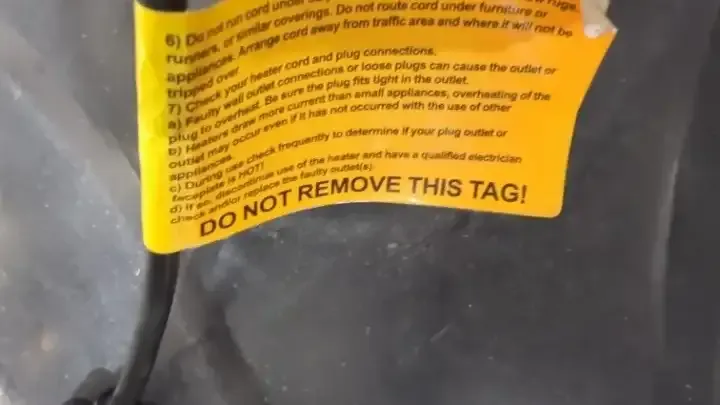 6) Do not run cord under
rugs,
runners, or similar coverings. Do not route cord under furniture or
appliances. Arrange cord away from traffic area and where it will not be
tripped over.
7) Check your heater cord and plug connections.
a) Faulty wall outlet connections or loose plugs can cause the outlet or
plug to overheat. Be sure the plug fits tight in the outlet.
b) Heaters draw more current than small appliances, overheating of the
outlet may occur even if it has not occurred with the use of other
appliances.
c) During use check frequently to determine if your plug outlet or
faceplate is HOT!
d) If so, discontinue use of the heater and have a qualified electrician
check and/or replace the faulty outlet(s).
DO NOT REMOVE THIS TAG!